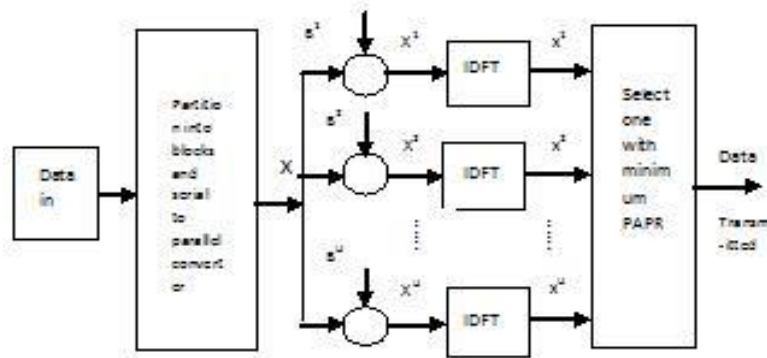 Data
in
Partitio
n into
blocks
and
serial
to
parallel
convert
or
X
s¹
X¹
IDFT
x¹
s²
X²
IDFT
x²
sᵁ
Xᵁ
IDFT
xᵁ
Select
one
with
minim
um
PAPR
Data
Transm
-itted